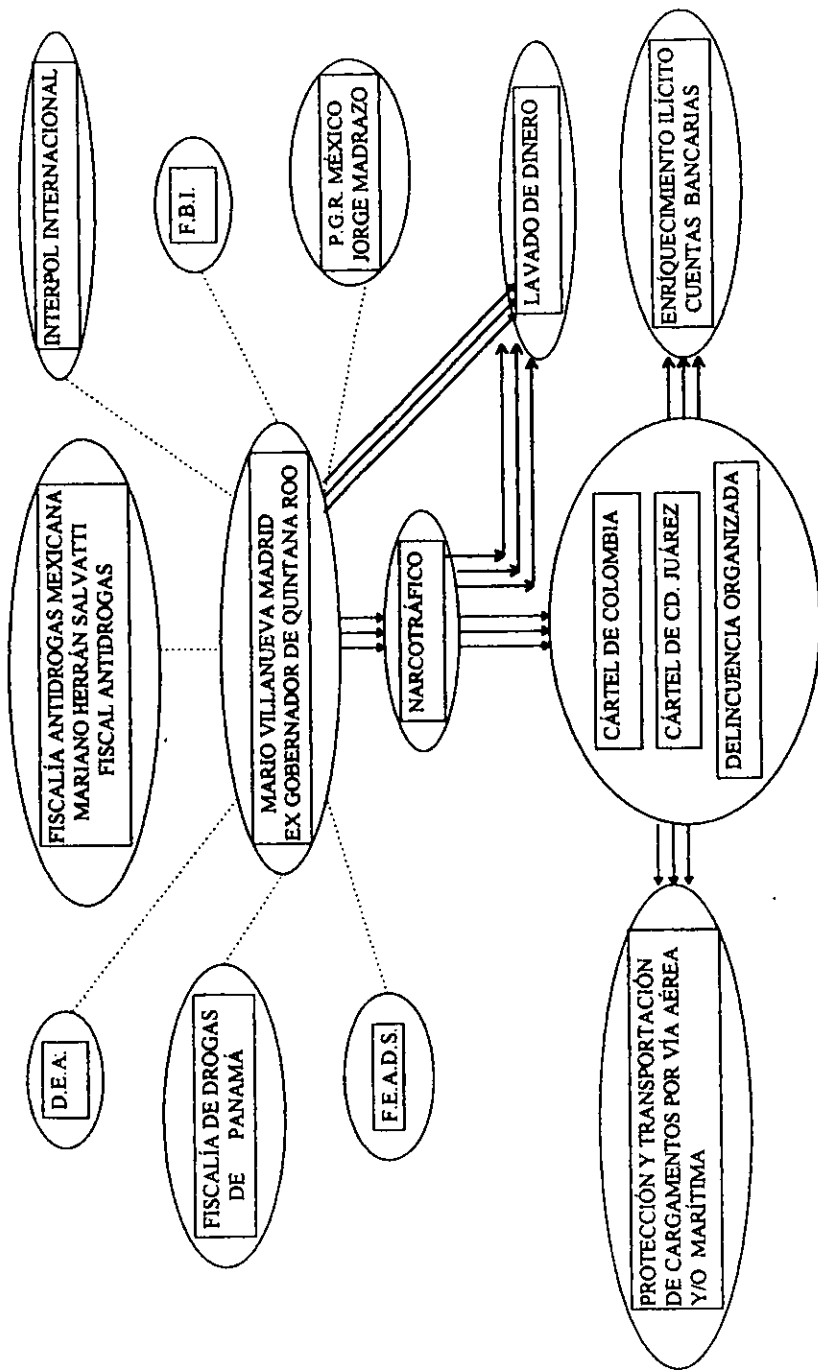 INTERPOL INTERNACIONAL
F.B.I.
P.G.R. MÉXICO
JORGE MADRAZO
FISCALÍA ANTIDROGAS MEXICANA
MARIANO HERRÁN SALVATTI
FISCAL ANTIDROGAS
D.E.A.
FISCALÍA DE DROGAS
DE PANAMÁ
F.E.A.D.S.
MARIO VILLANUEVA MADRID
EX GOBERNADOR DE QUINTANA ROO
NARCOTRÁFICO
LAVADO DE DINERO
CÁRTEL DE COLOMBIA
CÁRTEL DE CD. JUÁREZ
DELINCUENCIA ORGANIZADA
ENRÍQUECIMIENTO ILÍCITO
CUENTAS BANCARIAS
PROTECCIÓN Y TRANSPORTACIÓN
DE CARGAMENTOS POR VÍA AÉREA
Y/O MARÍTIMA